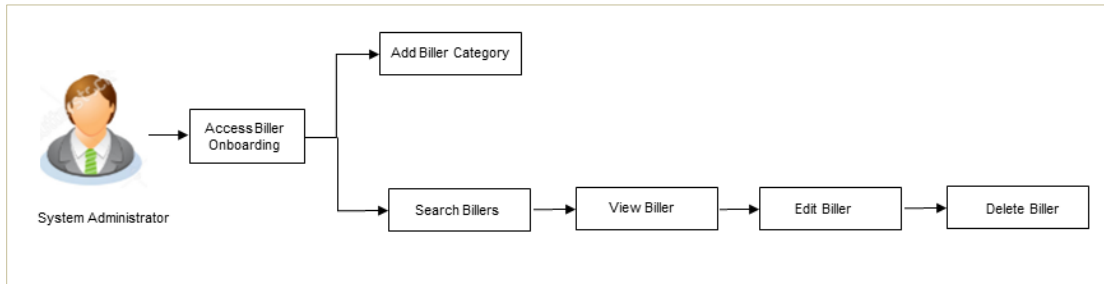 Add Biller Category
Access Biller
Onboarding
System Administrator
Search Billers
View Biller
Edit Biller
Delete Biller